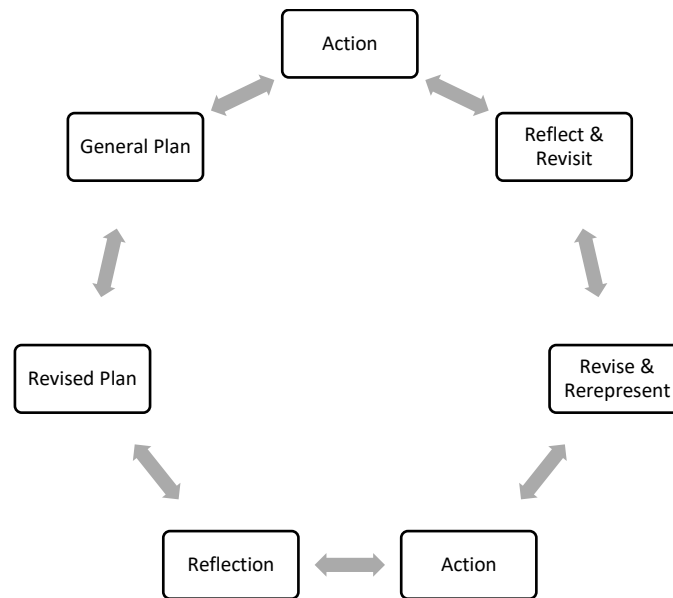 Action
General Plan
Reflect &
Revisit
Revised Plan
Revise &
Rerepresent
Reflection
Action